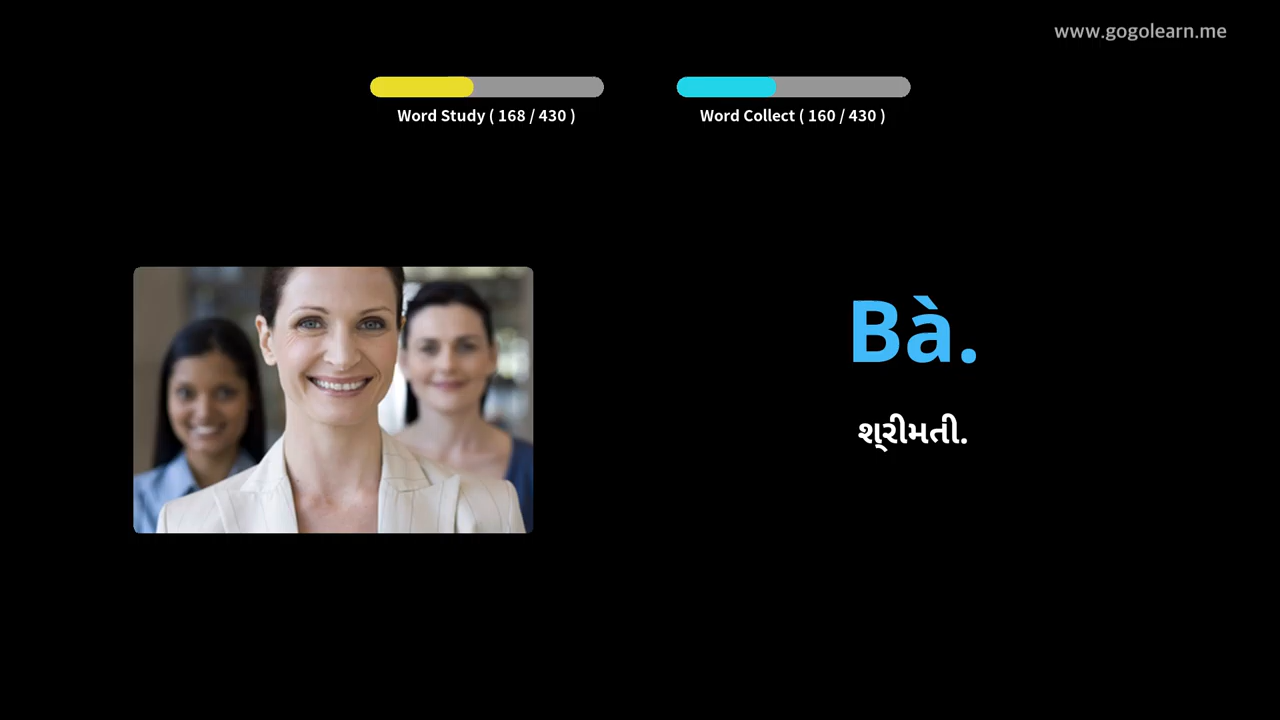 www.gogolearn.me
Word Study ( 168 / 430 )
Word Collect ( 160 / 430 )
Bà.
શ્રીમતી.